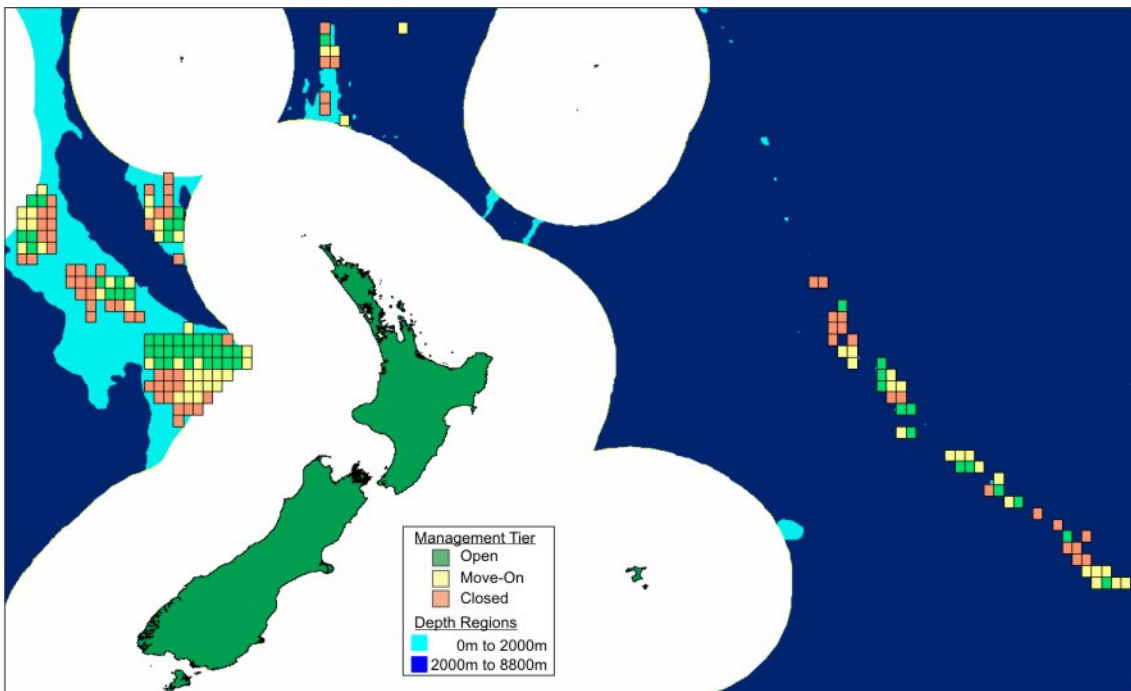 Management Tier
Open
Move-On
Closed
Depth Regions
0m to 2000m
2000m to 8800m